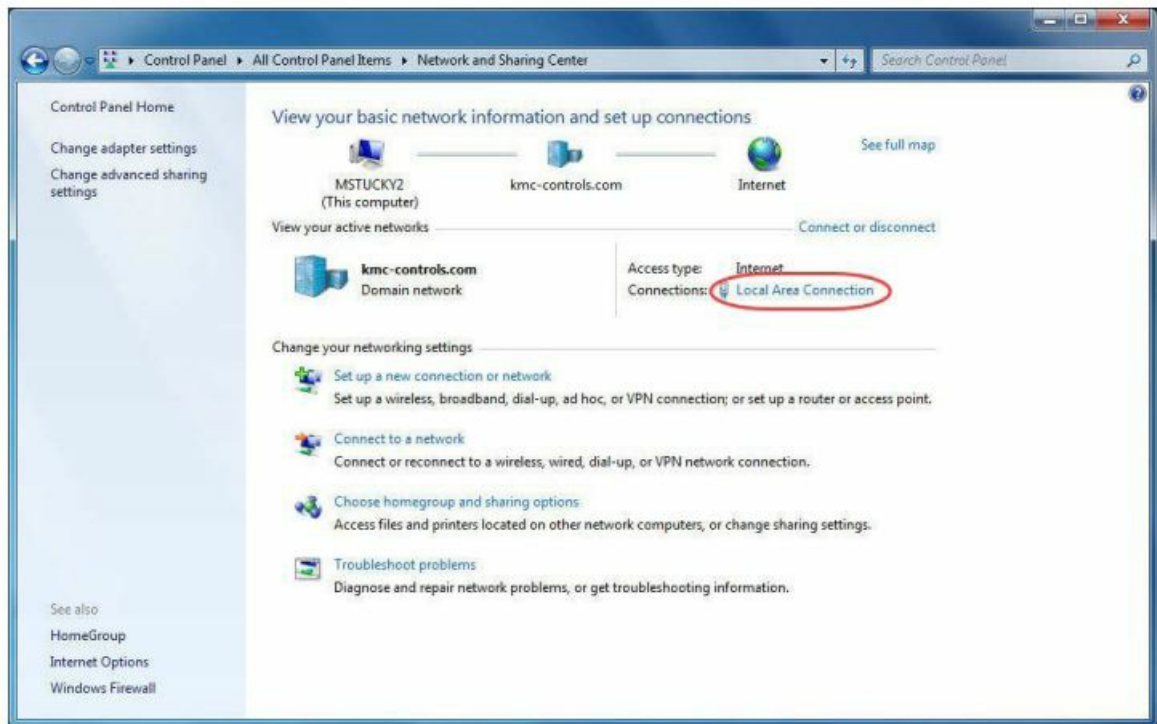 Control Panel ▸ All Control Panel Items ▸ Network and Sharing Center
Search Control Panel
Control Panel Home
Change adapter settings
Change advanced sharing
settings
View your basic network information and set up connections
See full map
MSTUCKY2
(This computer)
kmc-controls.com
Internet
View your active networks
Connect or disconnect
kmc-controls.com
Domain network
Access type: Internet
Connections: Local Area Connection
Change your networking settings
Set up a new connection or network
Set up a wireless, broadband, dial-up, ad hoc, or VPN connection; or set up a router or access point.
Connect to a network
Connect or reconnect to a wireless, wired, dial-up, or VPN network connection.
Choose homegroup and sharing options
Access files and printers located on other network computers, or change sharing settings.
Troubleshoot problems
Diagnose and repair network problems, or get troubleshooting information.
See also
HomeGroup
Internet Options
Windows Firewall